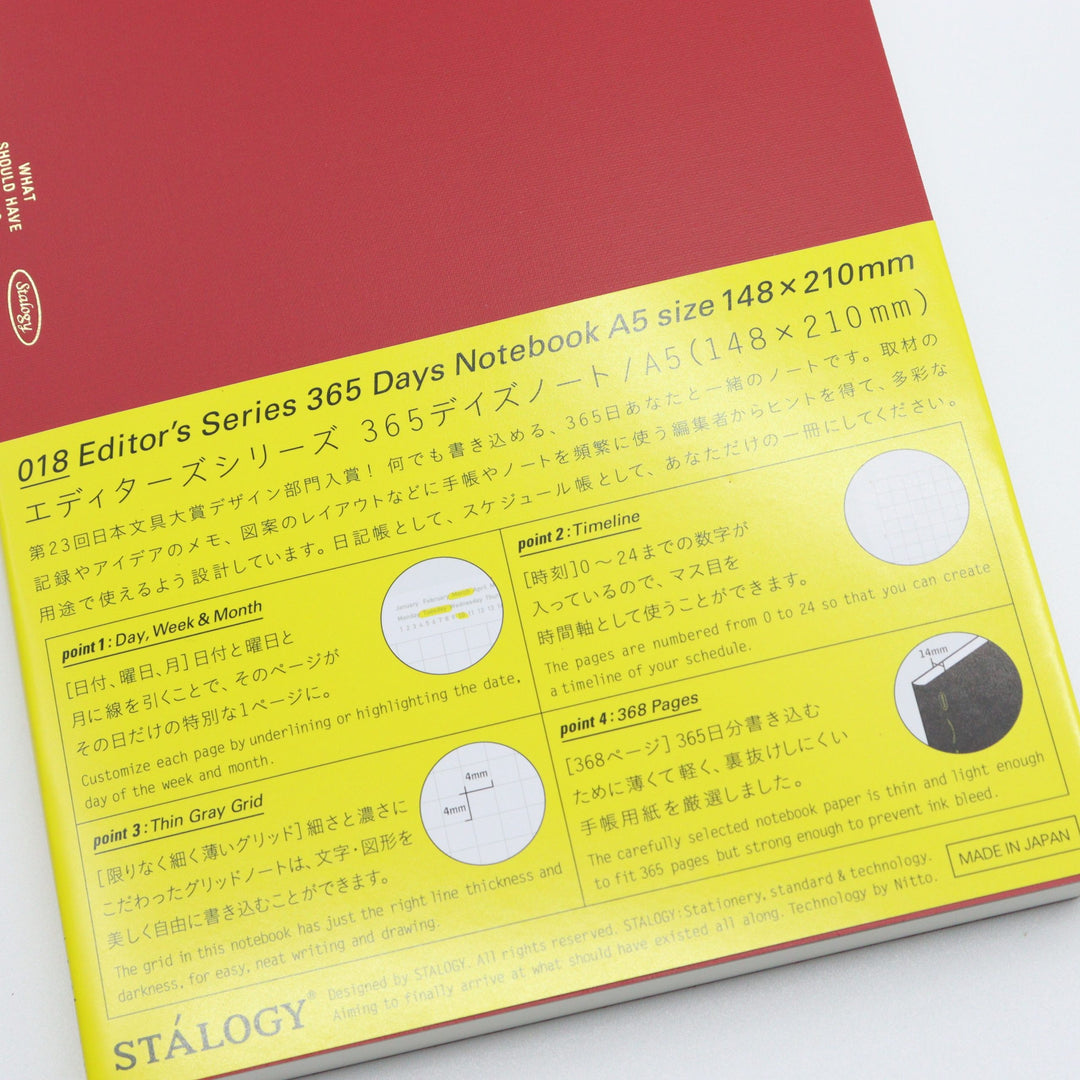 WHAT
SHOULD HAVE
Stalogy
018 Editor's Series 365 Days Notebook A5 size 148×210mm
エディターズシリーズ 365デイズノート/A5(148×210mm)
第23回日本文具大賞デザイン部門入賞! 何でも書き込める、365日あなたと一緒のノートです。取材の
記録やアイデアのメモ、図案のレイアウトなどに手帳やノートを頻繁に使う編集者からヒントを得て、多彩な
用途で使えるよう設計しています。日記帳として、スケジュール帳として、あなただけの一冊にしてください。
point 1: Day, Week & Month
[日付、曜日、月]日付と曜日と
月に線を引くことで、そのページが
その日だけの特別な1ページに。
Customize each page by underlining or highlighting the date,
day of the week and month.
January February March April M
Monday Tuesday Wednesday Thur
1 2 3 4 5 6 7 8 9 10 11 12 13
point 2: Timeline
[時刻]0～24までの数字が
入っているので、マス目を
時間軸として使うことができます。
The pages are numbered from 0 to 24 so that you can create
a timeline of your schedule.
point 3: Thin Gray Grid
[限りなく細く薄いグリッド]細さと濃さに
こだわったグリッドノートは、文字・図形を
美しく自由に書き込むことができます。
The grid in this notebook has just the right line thickness and
darkness, for easy, neat writing and drawing.
4mm
4mm
point 4: 368 Pages
[368ページ]365日分書き込む
ために薄くて軽く、裏抜けしにくい
手帳用紙を厳選しました。
The carefully selected notebook paper is thin and light enough
to fit 365 pages but strong enough to prevent ink bleed.
14mm
STÁLOGY®
Designed by STALOGY. All rights reserved. STALOGY: Stationery, standard & technology.
Aiming to finally arrive at what should have existed all along. Technology by Nitto.
MADE IN JAPAN